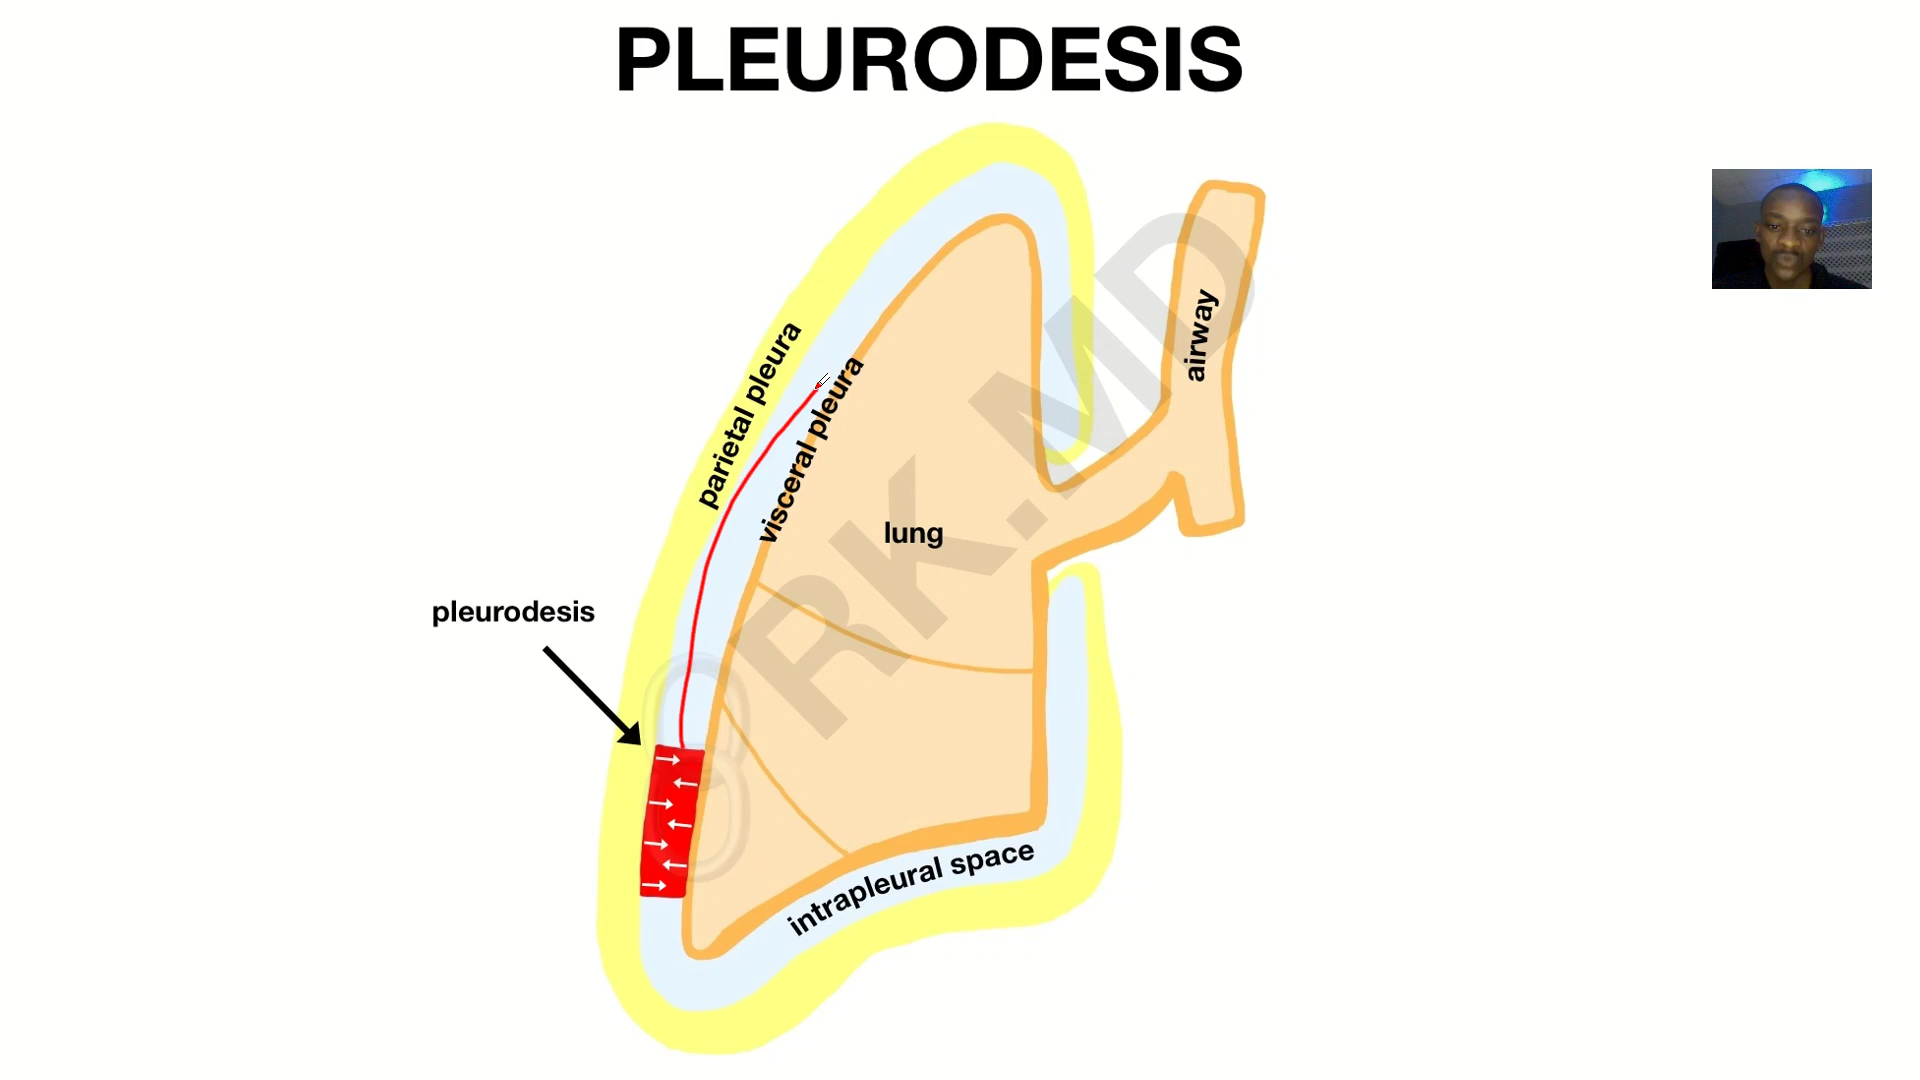 PLEURODESIS
parietal pleura
visceral pleura
airway
lung
pleurodesis
intrapleural space
RK.MD